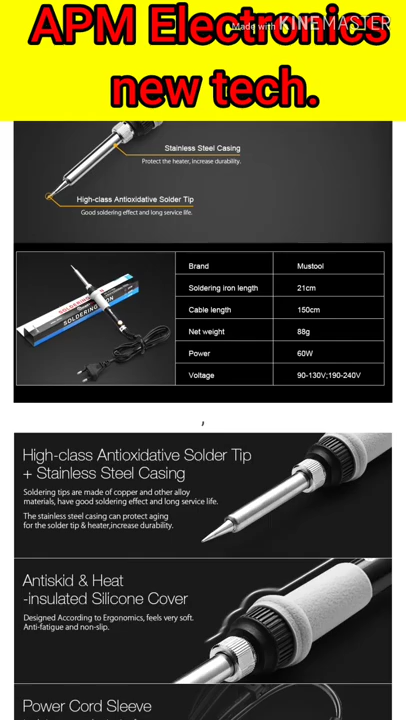 APM Electronics
Made with KINEMASTER
new tech.
Stainless Steel Casing
Protect the heater, increase durability.
High-class Antioxidative Solder Tip
Good soldering effect and long service life.
SOLDERING IRON
Brand Mustool
Soldering iron length 21cm
Cable length 150cm
Net weight 88g
Power 60W
Voltage 90-130V;190-240V
,
High-class Antioxidative Solder Tip
+ Stainless Steel Casing
Soldering tips are made of copper and other alloy
materials, have good soldering effect and long service life.
The stainless steel casing can protect aging
for the solder tip & heater,increase durability.
Antiskid & Heat
-insulated Silicone Cover
Designed According to Ergonomics, feels very soft.
Anti-fatigue and non-slip.
Power Cord Sleeve